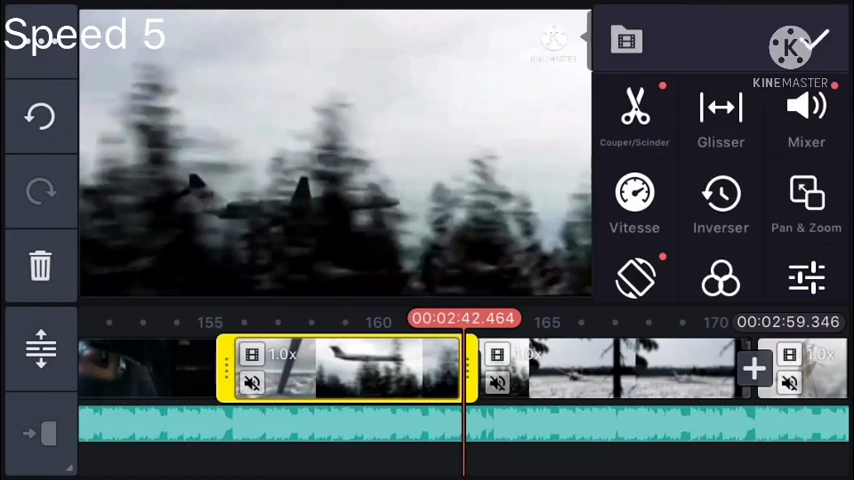 Speed 5
KINEMASTER
KINEMASTER
Couper/Scinder
Glisser
Mixer
Vitesse
Inverser
Pan & Zoom
155
160
00:02:42.464
165
170
00:02:59.346
1.0x
1.0x
1.0x